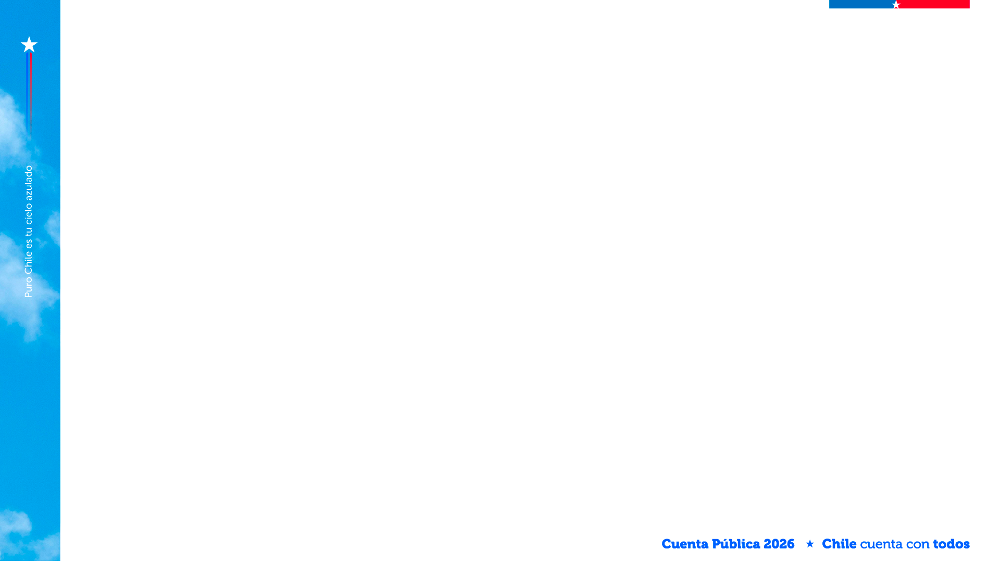 Puro Chile es tu cielo azulado
Cuenta Pública 2026 ★ Chile cuenta con todos